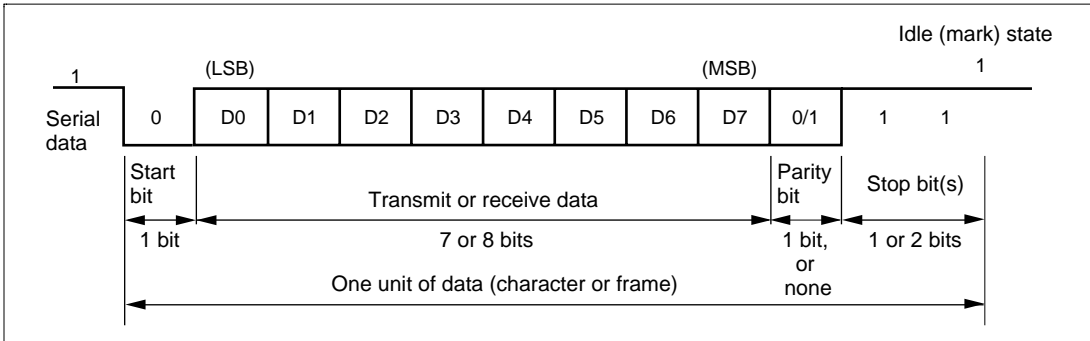 Idle (mark) state
1
(LSB)
(MSB)
1
Serial
data
0
D0
D1
D2
D3
D4
D5
D6
D7
0/1
1
1
Start
bit
Transmit or receive data
Parity
bit
Stop bit(s)
1 bit
7 or 8 bits
1 bit,
or
none
1 or 2 bits
One unit of data (character or frame)